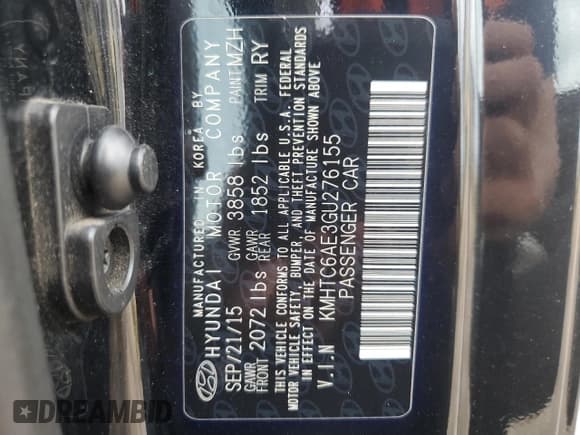 MANUFACTURED IN KOREA BY
HYUNDAI MOTOR COMPANY
SEP/21/15 GVWR 3858 lbs PAINT MZH
GAWR FRONT 2072 lbs GAWR REAR 1852 lbs TRIM RY
THIS VEHICLE CONFORMS TO ALL APPLICABLE U.S.A. FEDERAL
MOTOR VEHICLE SAFETY, BUMPER, AND THEFT PREVENTION STANDARDS
IN EFFECT ON THE DATE OF MANUFACTURE SHOWN ABOVE
V.I.N KMHTC6AE3GU276155
PASSENGER CAR
DREAMBID